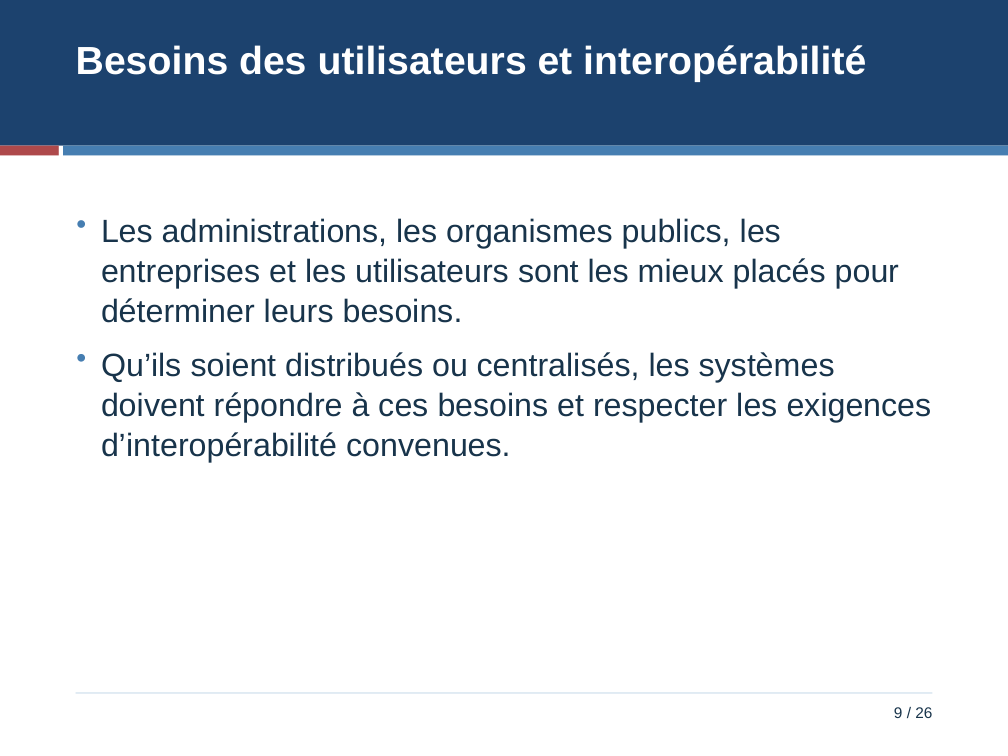 Besoins des utilisateurs et interopérabilité
• Les administrations, les organismes publics, les
entreprises et les utilisateurs sont les mieux placés pour
déterminer leurs besoins.
• Qu’ils soient distribués ou centralisés, les systèmes
doivent répondre à ces besoins et respecter les exigences
d’interopérabilité convenues.
9 / 26